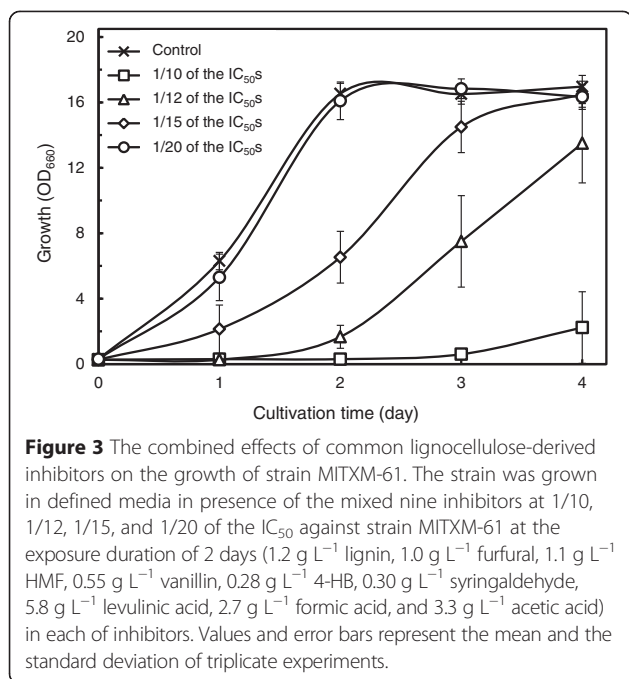 20
16
12
8
4
0
Growth (OD₆₆₀)
Control
1/10 of the IC₅₀s
1/12 of the IC₅₀s
1/15 of the IC₅₀s
1/20 of the IC₅₀s
0 1 2 3 4
Cultivation time (day)
Figure 3 The combined effects of common lignocellulose-derived
inhibitors on the growth of strain MITXM-61. The strain was grown
in defined media in presence of the mixed nine inhibitors at 1/10,
1/12, 1/15, and 1/20 of the IC₅₀ against strain MITXM-61 at the
exposure duration of 2 days (1.2 g L⁻¹ lignin, 1.0 g L⁻¹ furfural, 1.1 g L⁻¹
HMF, 0.55 g L⁻¹ vanillin, 0.28 g L⁻¹ 4-HB, 0.30 g L⁻¹ syringaldehyde,
5.8 g L⁻¹ levulinic acid, 2.7 g L⁻¹ formic acid, and 3.3 g L⁻¹ acetic acid)
in each of inhibitors. Values and error bars represent the mean and the
standard deviation of triplicate experiments.